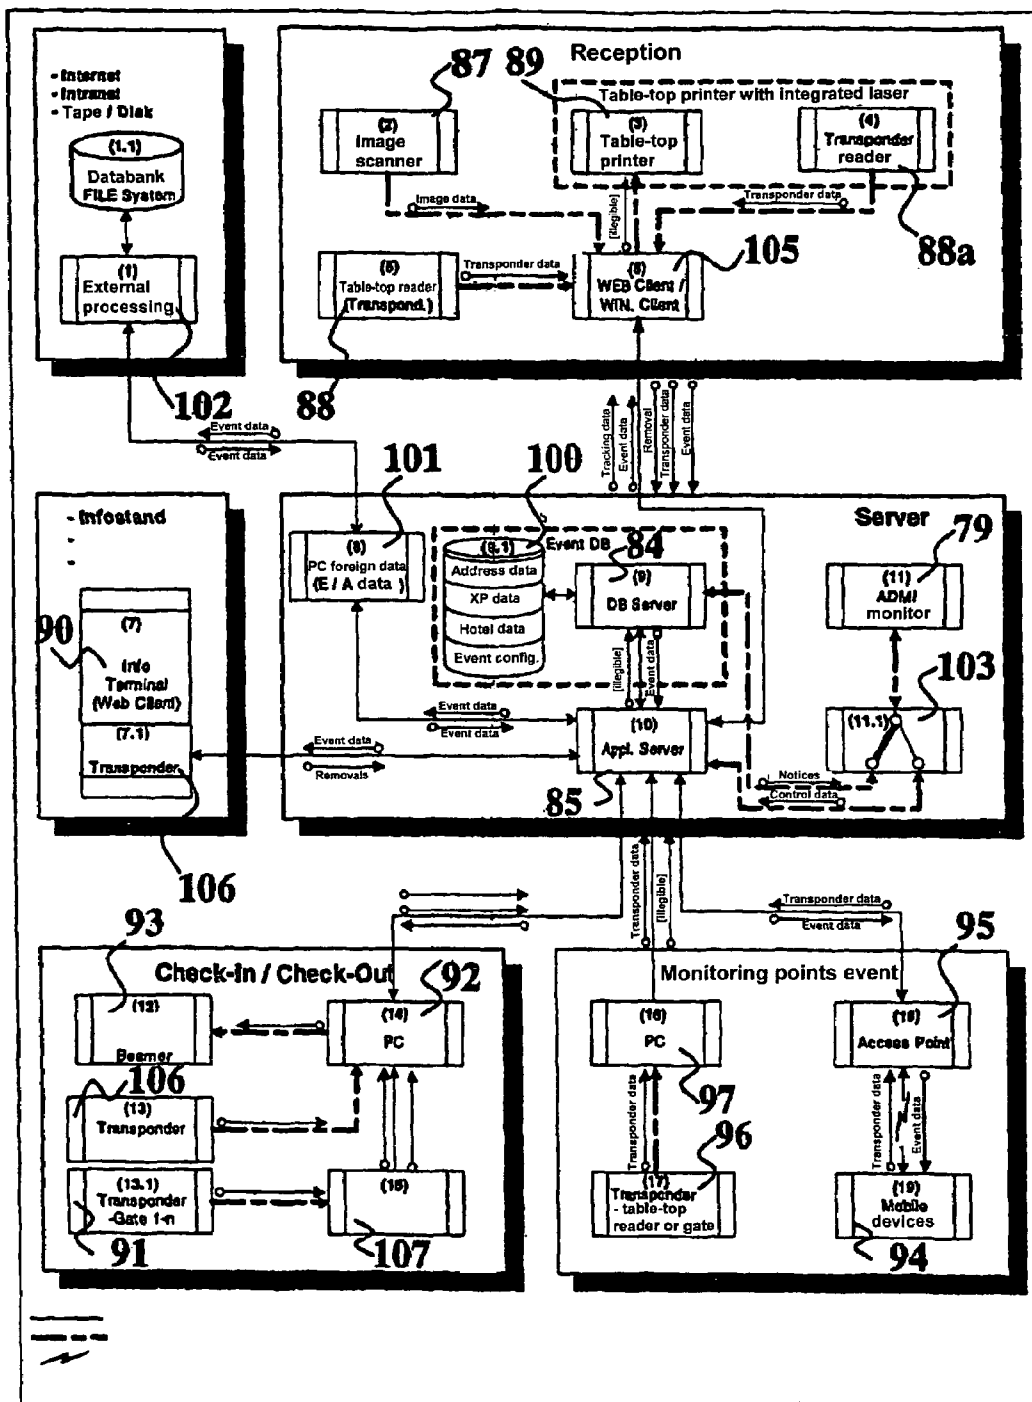 - Internet
- Intranet
- Tape / Disk
(1.1)
Databank
FILE System
(1)
External
processing
102
Reception
87
89
Table-top printer with integrated laser
(2)
Image
scanner
(3)
Table-top
printer
(4)
Transponder
reader
88a
Image data
[illegible]
Transponder data
105
(5)
Table-top reader
(Transpond.)
Transponder data
WEB Client /
WIN. Client
88
Event data
Event data
Tracking data
Event data
Removal
Transponder data
Event data
- Infostand
-
-
90
(7)
Info
Terminal
(Web Client)
(7.1)
Transponder
106
Server
101
100
79
(8)
PC foreign data
(E / A data )
Event DB
Address data
XP data
Hotel data
Event config.
84
(9)
DB Server
(11)
ADMI
monitor
103
(11.1)
[illegible]
Event data
Event data
Event data
(10)
Appl. Server
85
Event data
Removals
Notices
Control data
Transponder data
[illegible]
Transponder data
Event data
Check-In / Check-Out
93
92
(12)
Beamer
(14)
PC
106
(13)
Transponder
(13.1)
Transponder
-Gate 1-n
91
(15)
107
Monitoring points event
95
(16)
PC
97
Access Point
Transponder data
96
(17)
Transponder
- table-top
reader or gate
Transponder data
Event data
(19)
Mobile
devices
94